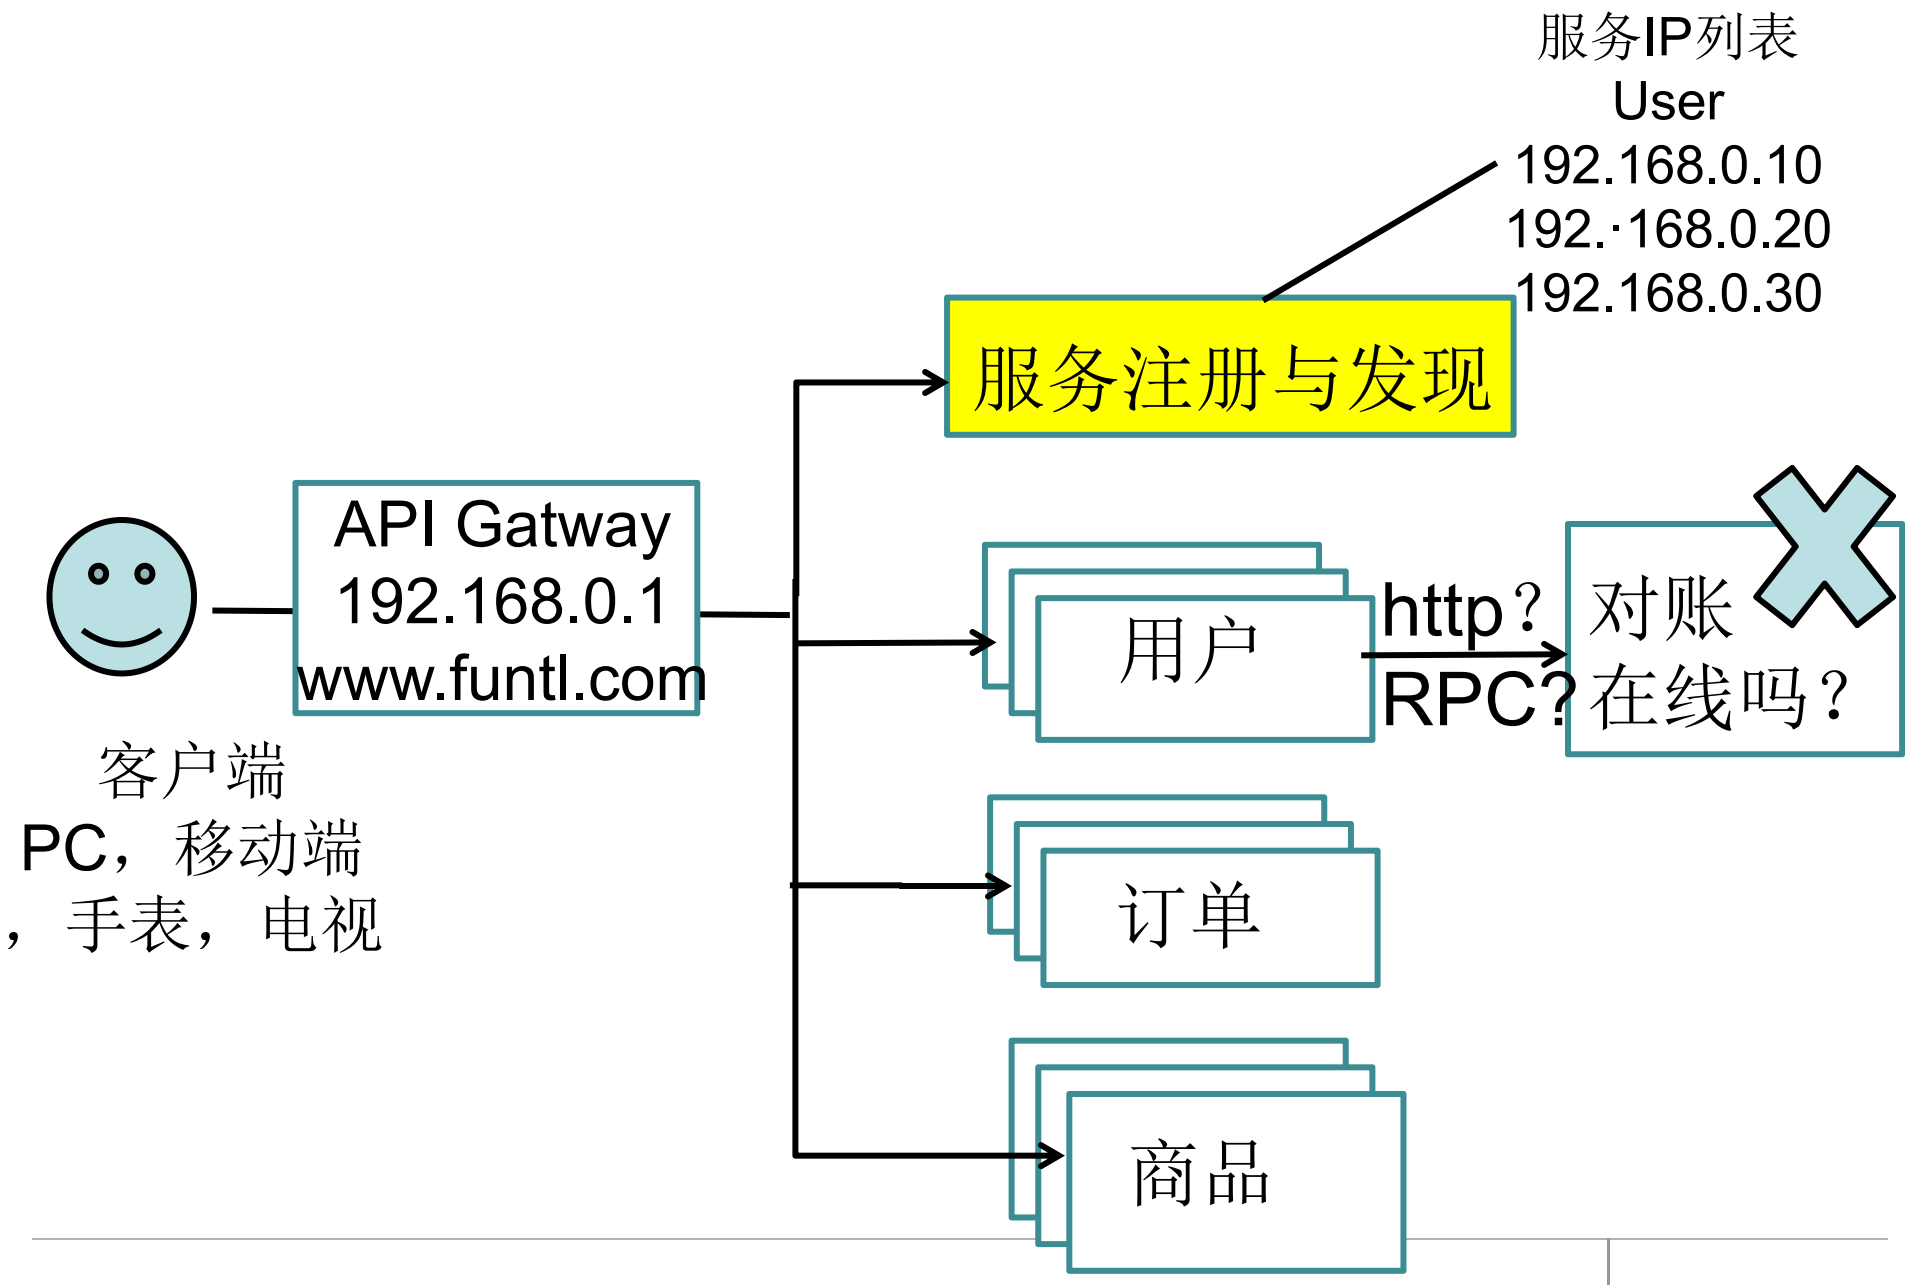 服务IP列表
User
192.168.0.10
192.·168.0.20
192.168.0.30
服务注册与发现
API Gatway
192.168.0.1
www.funtl.com
客户端
PC，移动端
，手表，电视
用户
http？
RPC?
对账
在线吗？
订单
商品